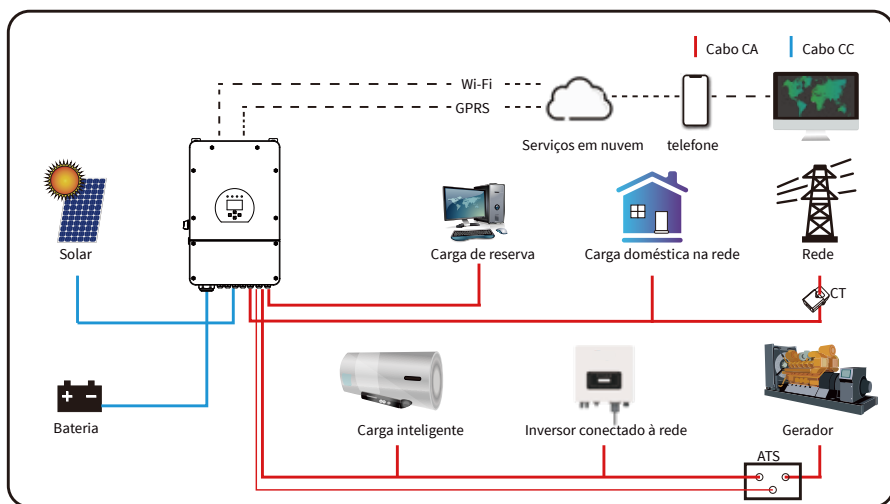 Cabo CA
Cabo CC
Wi-Fi
GPRS
Serviços em nuvem
telefone
Solar
Carga de reserva
Carga doméstica na rede
Rede
CT
Bateria
Carga inteligente
Inversor conectado à rede
Gerador
ATS